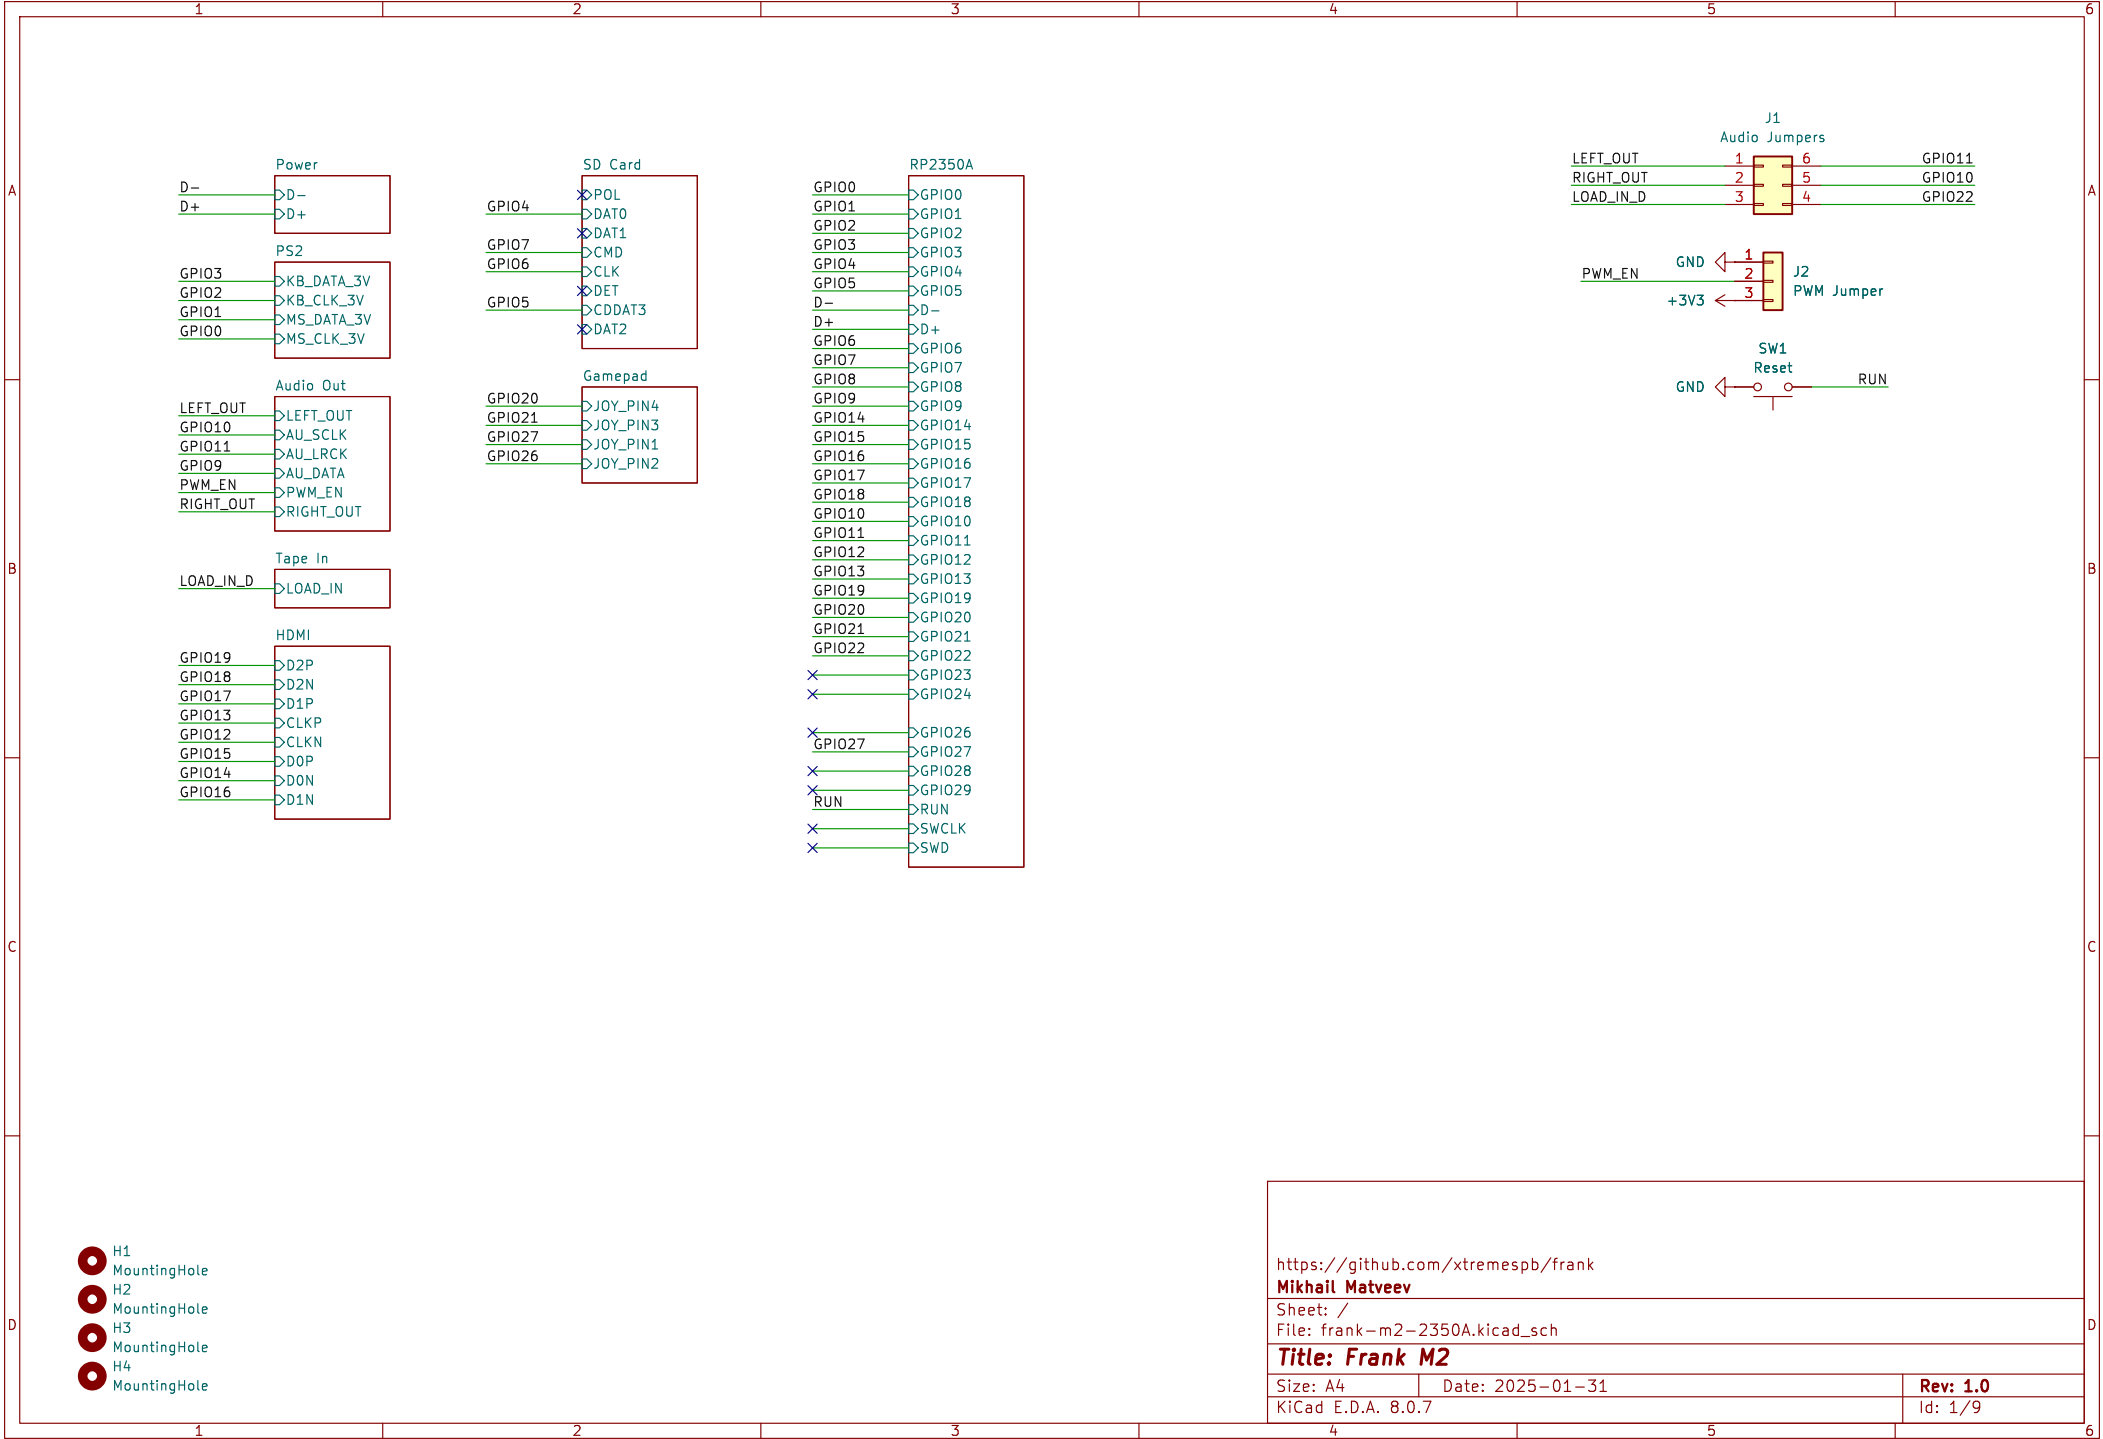 1 2 3 4 5 6
A
B
C
D
A
B
C
D
Power
D-
D+
D-
D+
PS2
GPIO3
GPIO2
GPIO1
GPIO0
KB_DATA_3V
KB_CLK_3V
MS_DATA_3V
MS_CLK_3V
Audio Out
LEFT_OUT
GPIO10
GPIO11
GPIO9
PWM_EN
RIGHT_OUT
LEFT_OUT
AU_SCLK
AU_LRCK
AU_DATA
PWM_EN
RIGHT_OUT
Tape In
LOAD_IN_D
LOAD_IN
HDMI
GPIO19
GPIO18
GPIO17
GPIO13
GPIO12
GPIO15
GPIO14
GPIO16
D2P
D2N
D1P
CLKP
CLKN
D0P
D0N
D1N
SD Card
GPIO4
GPIO7
GPIO6
GPIO5
POL
DAT0
DAT1
CMD
CLK
DET
CDDAT3
DAT2
Gamepad
GPIO20
GPIO21
GPIO27
GPIO26
JOY_PIN4
JOY_PIN3
JOY_PIN1
JOY_PIN2
RP2350A
GPIO0
GPIO1
GPIO2
GPIO3
GPIO4
GPIO5
D-
D+
GPIO6
GPIO7
GPIO8
GPIO9
GPIO14
GPIO15
GPIO16
GPIO17
GPIO18
GPIO10
GPIO11
GPIO12
GPIO13
GPIO19
GPIO20
GPIO21
GPIO22
GPIO27
RUN
GPIO0
GPIO1
GPIO2
GPIO3
GPIO4
GPIO5
D-
D+
GPIO6
GPIO7
GPIO8
GPIO9
GPIO14
GPIO15
GPIO16
GPIO17
GPIO18
GPIO10
GPIO11
GPIO12
GPIO13
GPIO19
GPIO20
GPIO21
GPIO22
GPIO23
GPIO24
GPIO26
GPIO27
GPIO28
GPIO29
RUN
SWCLK
SWD
J1
Audio Jumpers
LEFT_OUT 1 6 GPIO11
RIGHT_OUT 2 5 GPIO10
LOAD_IN_D 3 4 GPIO22
GND 1
PWM_EN 2
+3V3 3
J2
PWM Jumper
SW1
Reset
GND RUN
H1
MountingHole
H2
MountingHole
H3
MountingHole
H4
MountingHole
https://github.com/xtremespb/frank
Mikhail Matveev
Sheet: /
File: frank-m2-2350A.kicad_sch
Title: Frank M2
Size: A4 Date: 2025-01-31 Rev: 1.0
KiCad E.D.A. 8.0.7 Id: 1/9
1 2 3 4 5 6